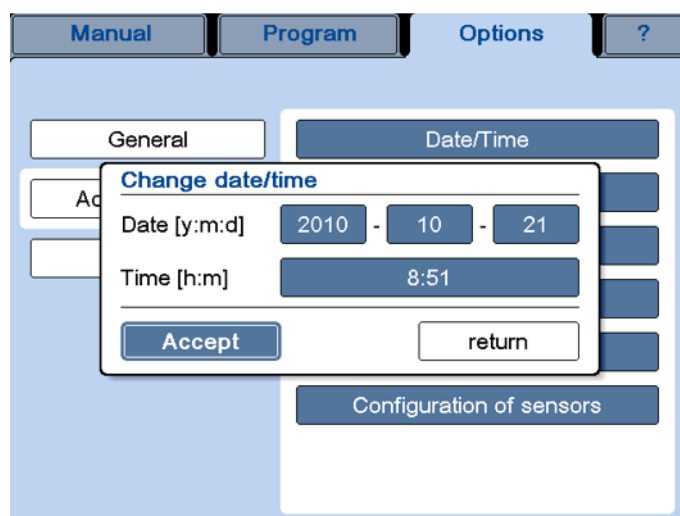 Manual Program Options ?
General Date/Time
Change date/time
Date [y:m:d] 2010 - 10 - 21
Time [h:m] 8:51
Accept return
Configuration of sensors